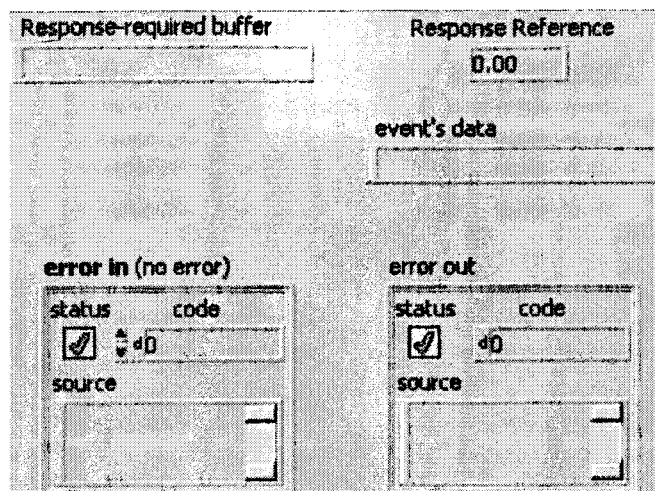 Response-required buffer
Response Reference
0.00
event's data
error in (no error)
error out
status code
d0
source
status code
d0
source